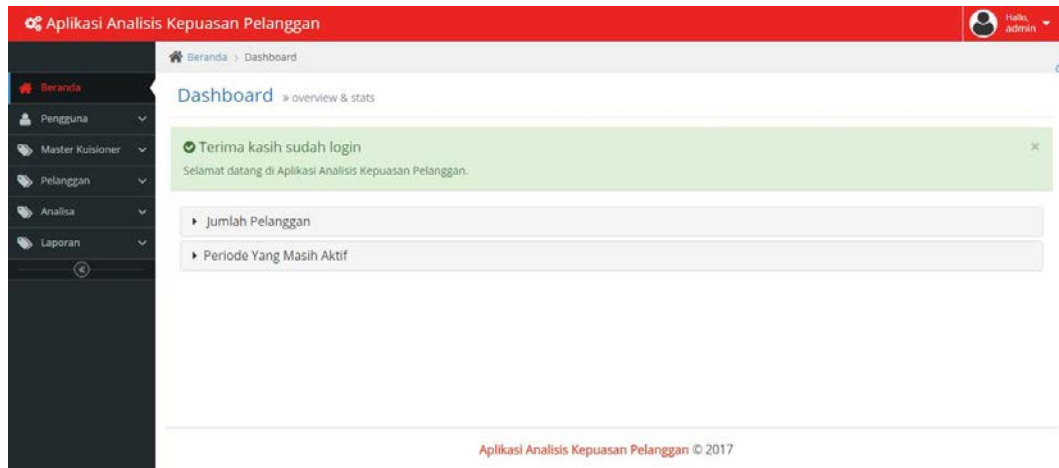 Aplikasi Analisis Kepuasan Pelanggan
Hallo,
admin
Beranda > Dashboard
Beranda
Pengguna
Master Kuisioner
Pelanggan
Analisa
Laporan
Dashboard » overview & stats
Terima kasih sudah login
×
Selamat datang di Aplikasi Analisis Kepuasan Pelanggan.
Jumlah Pelanggan
Periode Yang Masih Aktif
Aplikasi Analisis Kepuasan Pelanggan © 2017